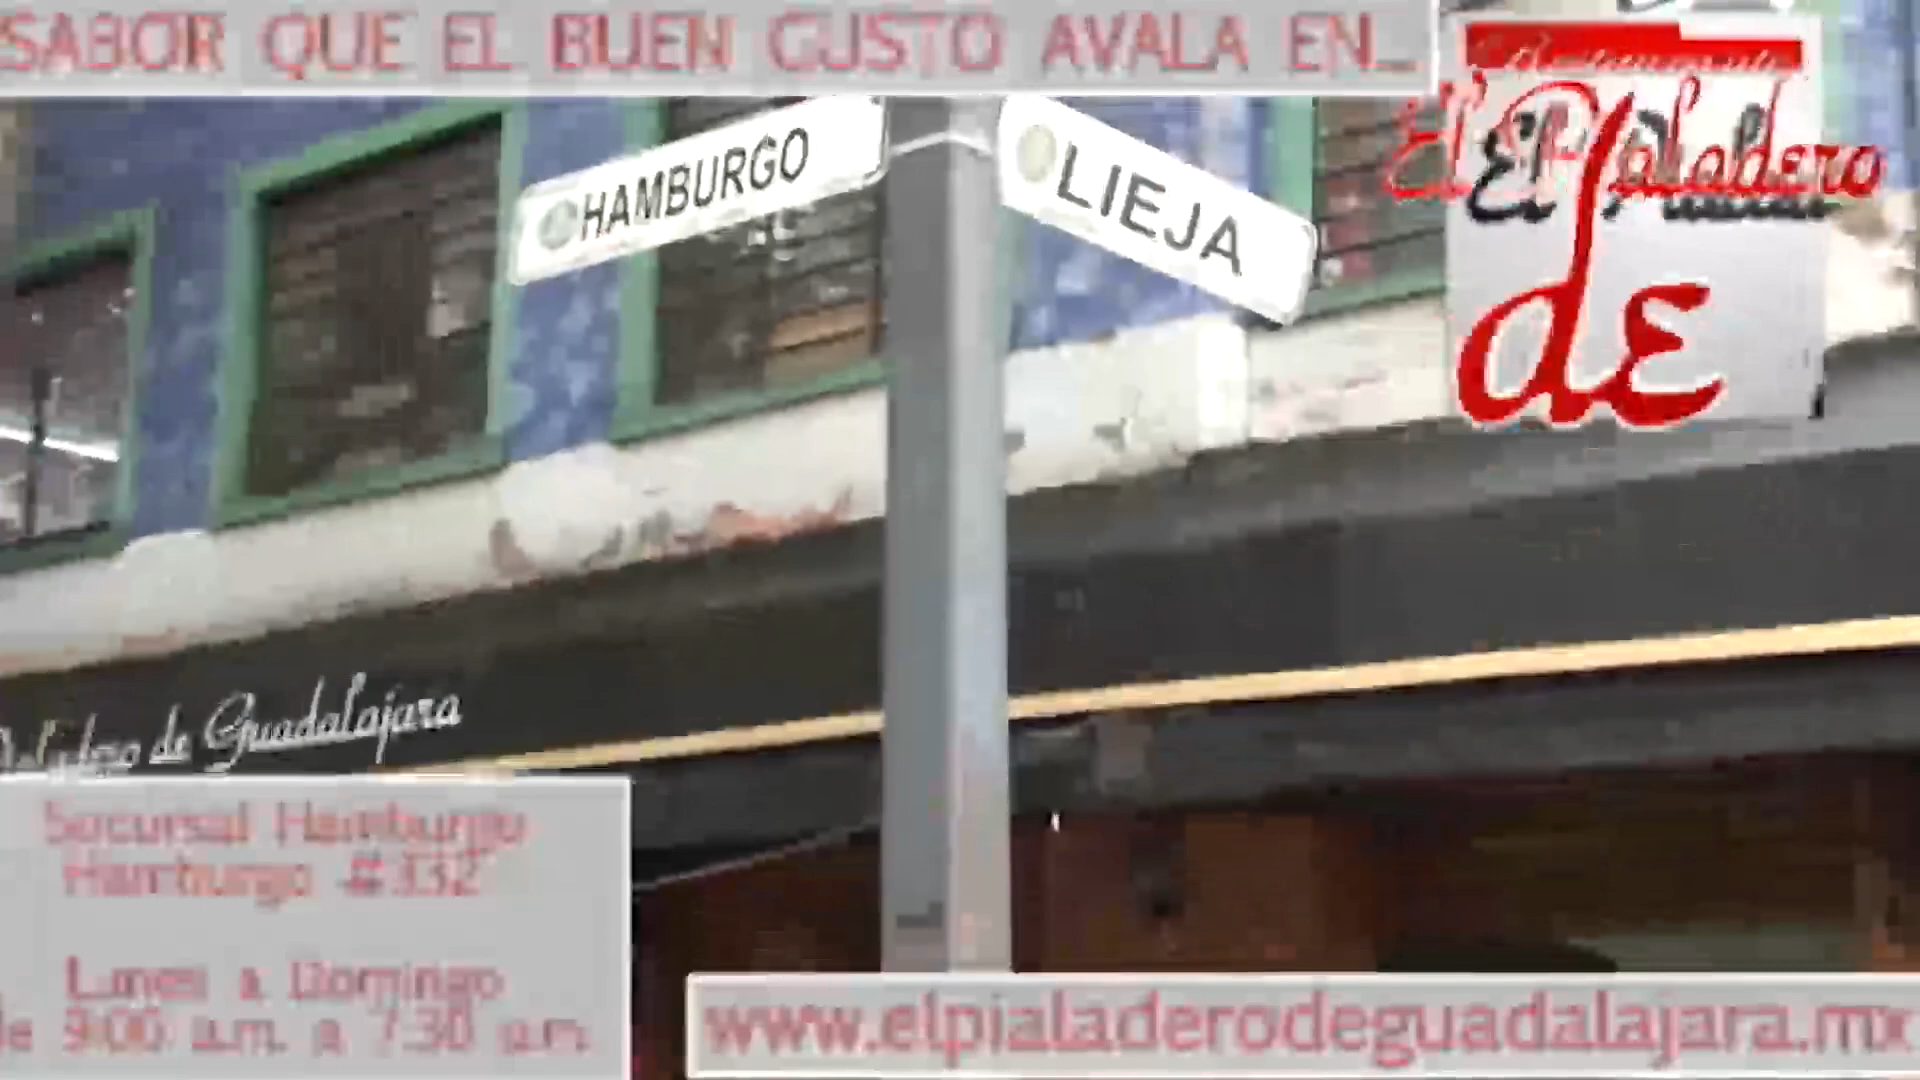 SABOR QUE EL BUEN GUSTO AVALA EN...
Restaurante
El Pialadero
de
HAMBURGO
LIEJA
de Guadalajara
Sucursal Hamburgo
Hamburgo #332
Lunes a Domingo
de 9:00 a.m. a 7:30 p.m.
www.elpialaderodeguadalajara.mx